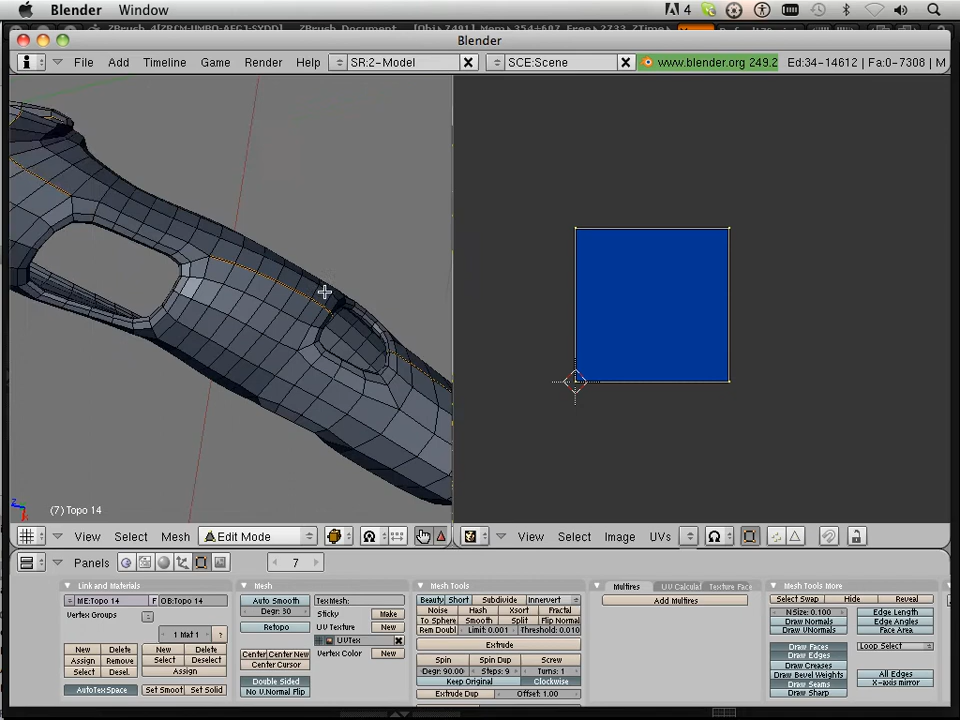 Blender Window
Blender
File Add Timeline Game Render Help SR:2-Model SCE:Scene www.blender.org 249.2 Ed:34-14612 | Fa:0-7308 | M
(7) Topo 14
View Select Mesh Edit Mode View Select Image UVs
Panels 7
Link and Materials Mesh Mesh Tools Multires UV Calculat Texture Face Mesh Tools More
ME:Topo 14 F OB:Topo 14 Auto Smooth TexMesh: Beauty Short Subdivide Innervert Add Multires Select Swap Hide Reveal
Vertex Groups Degr: 30 Sticky Make Noise Hash Xsort Fractal NSize: 0.100 Edge Length
Retopo UV Texture New To Sphere Smooth Split Flip Normal Draw Normals Edge Angles
1 Mat 1 ? UVTex Rem Doubl Limit: 0.001 Threshold: 0.010 Draw VNormals Face Area
New Delete New Delete Center Center New Vertex Color New Extrude Draw Faces Loop Select
Assign Remove Select Deselect Center Cursor Spin Spin Dup Screw Draw Edges
Select Desel. Assign Degr: 90.00 Steps: 9 Turns: 1 Draw Creases All Edges
Double Sided Keep Original Clockwise Draw Bevel Weights X-axis mirror
AutoTexSpace Set Smoot Set Solid No V.Normal Flip Extrude Dup Offset: 1.00 Draw Seams
Draw Sharp